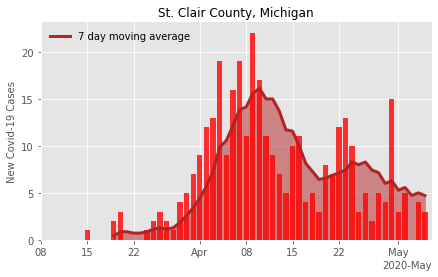 St. Clair County, Michigan
7 day moving average
New Covid-19 Cases
20
15
10
5
0
08
15
22
Apr
08
15
22
May
2020-May